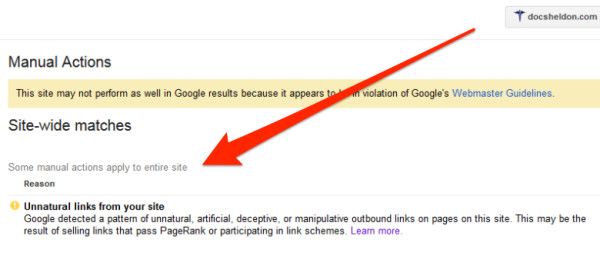 docsheldon.com
Manual Actions
This site may not perform as well in Google results because it appears to be in violation of Google's Webmaster Guidelines.
Site-wide matches
Some manual actions apply to entire site
Reason
Unnatural links from your site
Google detected a pattern of unnatural, artificial, deceptive, or manipulative outbound links on pages on this site. This may be the
result of selling links that pass PageRank or participating in link schemes. Learn more.